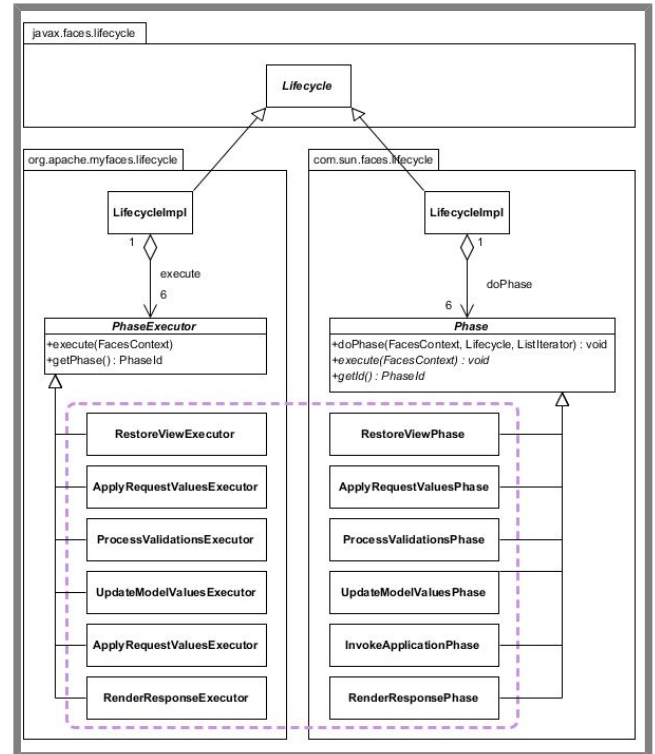 javax.faces.lifecycle
Lifecycle
org.apache.myfaces.lifecycle
LifecycleImpl
1
execute
6
PhaseExecutor
+execute(FacesContext)
+getPhase() : PhaseId
RestoreViewExecutor
ApplyRequestValuesExecutor
ProcessValidationsExecutor
UpdateModelValuesExecutor
ApplyRequestValuesExecutor
RenderResponseExecutor
com.sun.faces.lifecycle
LifecycleImpl
1
doPhase
6
Phase
+doPhase(FacesContext, Lifecycle, ListIterator) : void
+execute(FacesContext) : void
+getId() : PhaseId
RestoreViewPhase
ApplyRequestValuesPhase
ProcessValidationsPhase
UpdateModelValuesPhase
InvokeApplicationPhase
RenderResponsePhase